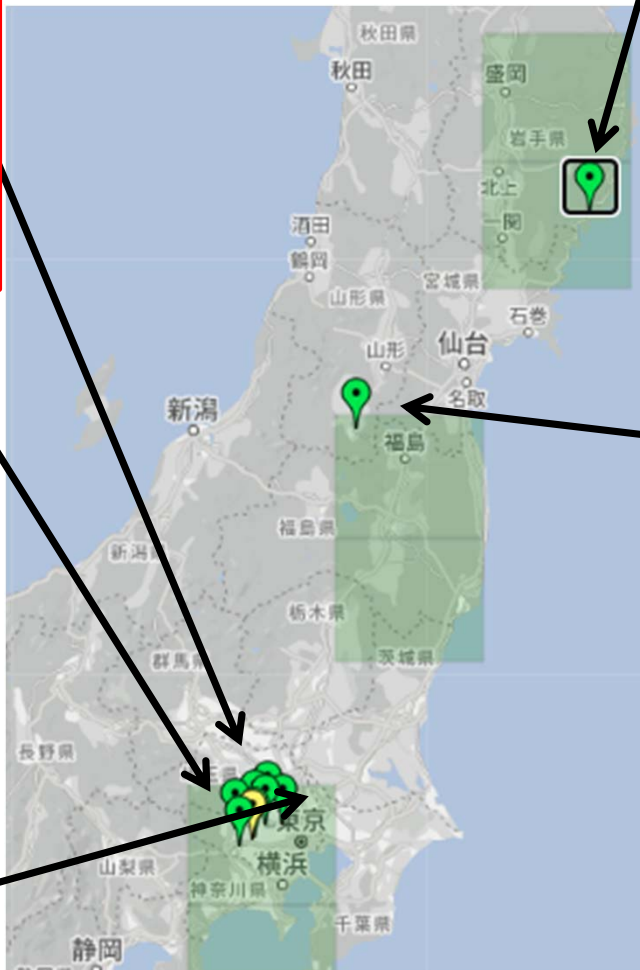 秋田県
秋田
盛岡
岩手県
北上
一関
酒田
鶴岡
宮城県
山形県
石巻
仙台
山形
名取
新潟
福島
福島県
新潟
栃木県
茨城県
群馬県
長野県
玉県
東京
横浜
山梨県
神奈川県
千葉県
静岡